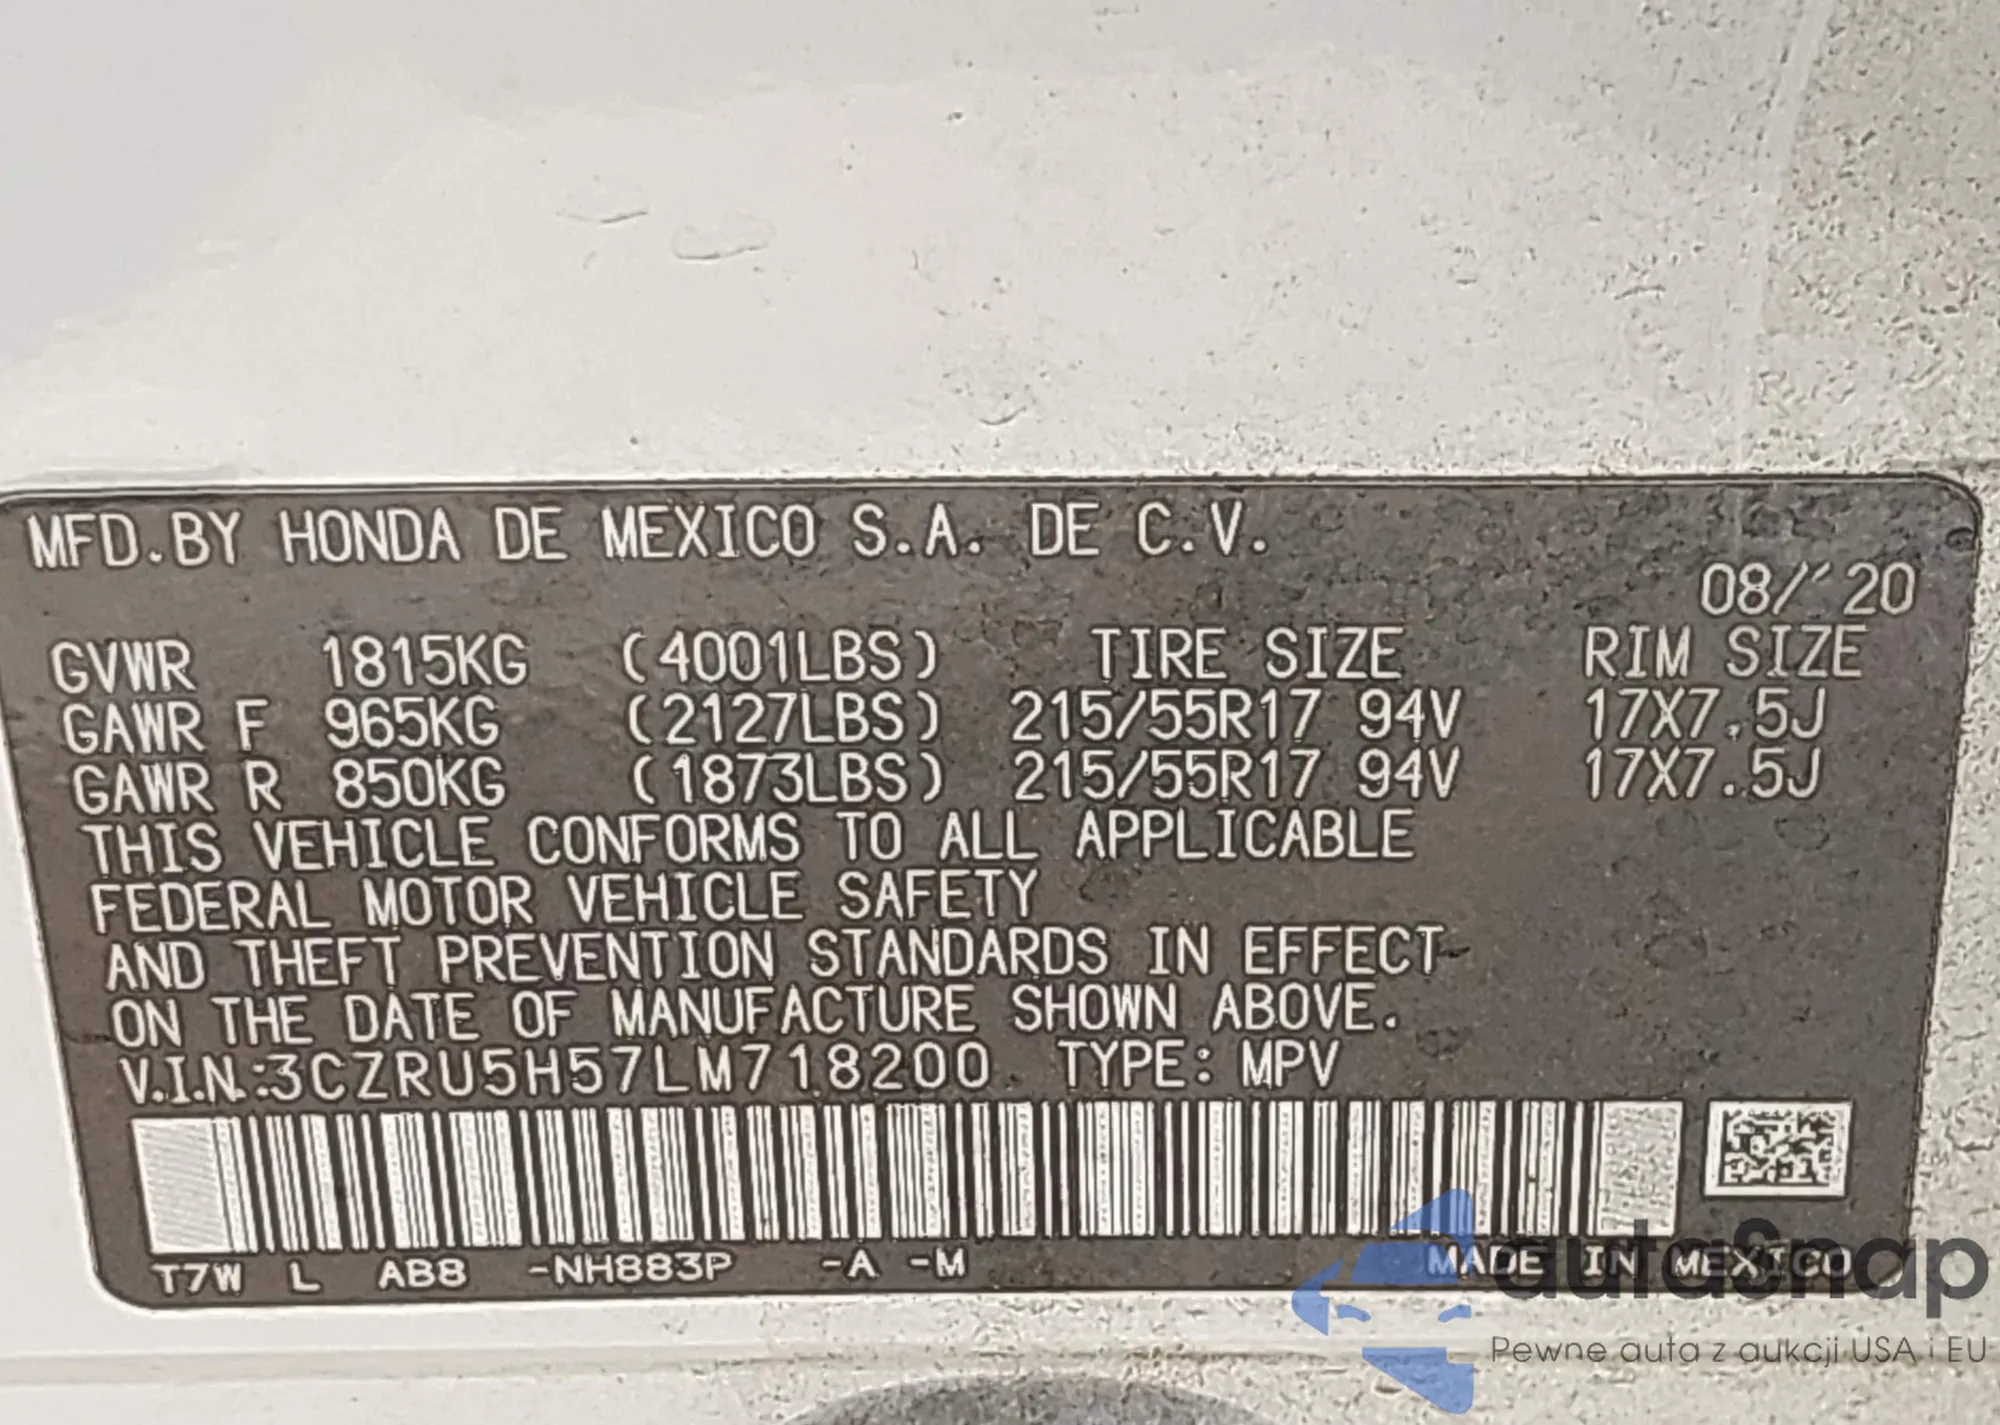 MFD.BY HONDA DE MEXICO S.A. DE C.V.
08/'20
GVWR 1815KG (4001LBS) TIRE SIZE RIM SIZE
GAWR F 965KG (2127LBS) 215/55R17 94V 17X7.5J
GAWR R 850KG (1873LBS) 215/55R17 94V 17X7.5J
THIS VEHICLE CONFORMS TO ALL APPLICABLE
FEDERAL MOTOR VEHICLE SAFETY
AND THEFT PREVENTION STANDARDS IN EFFECT
ON THE DATE OF MANUFACTURE SHOWN ABOVE.
V.I.N.:3CZRU5H57LM718200 TYPE: MPV
T7W L AB8 -NH883P -A -M MADE IN MEXICO
autasnap
Pewne auta z aukcji USA i EU